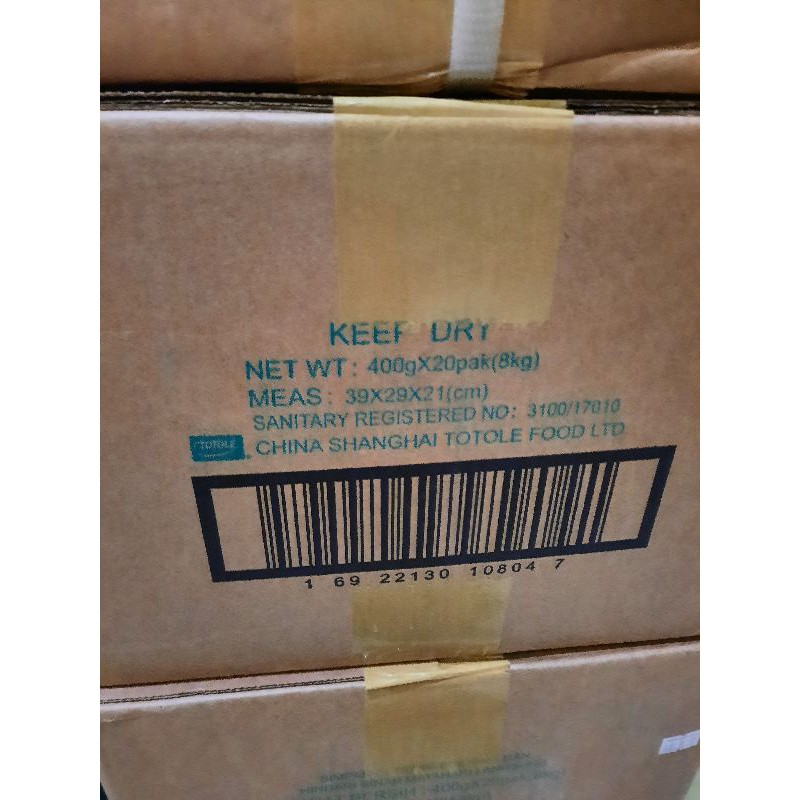 KEEP DRY
NET WT: 400gX20pak(8kg)
MEAS: 39X29X21(cm)
SANITARY REGISTERED NO: 3100/17010
TOTOLE
CHINA SHANGHAI TOTOLE FOOD LTD
1 69 22130 10804 7